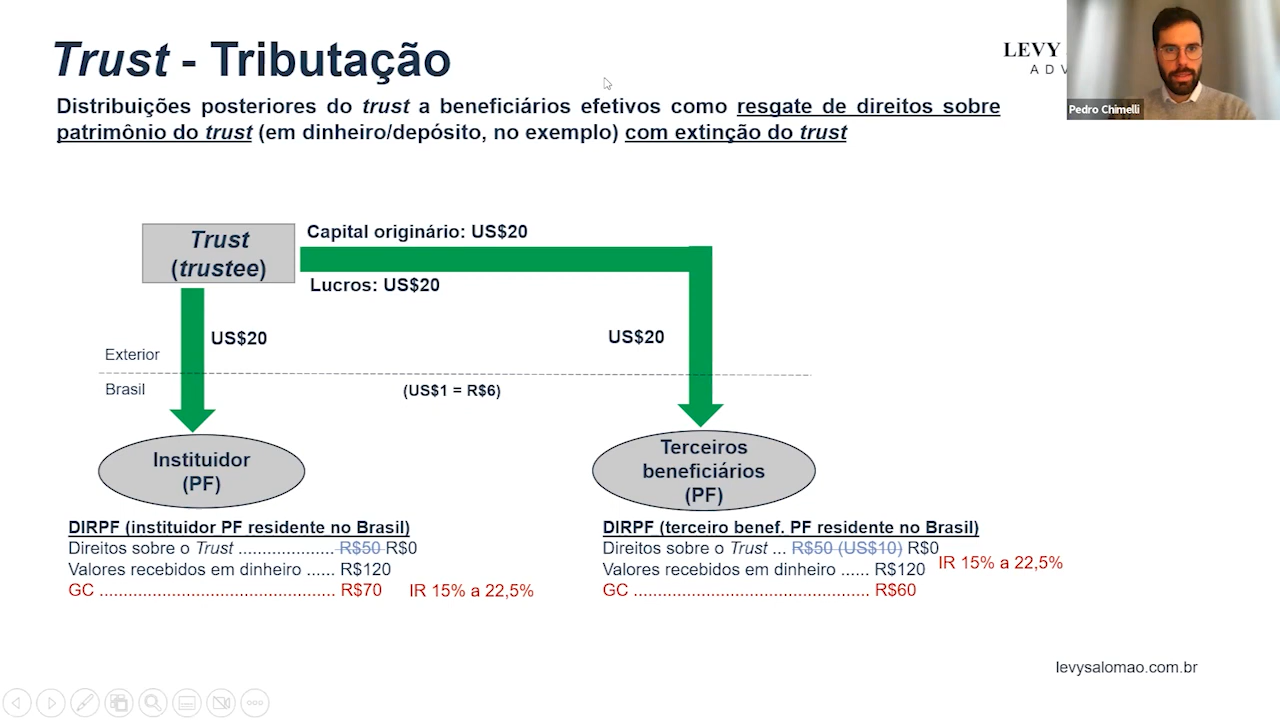 Trust - Tributação
LEVY
ADV
Pedro Chimelli
Distribuições posteriores do trust a beneficiários efetivos como resgate de direitos sobre
patrimônio do trust (em dinheiro/depósito, no exemplo) com extinção do trust
Trust
(trustee)
Capital originário: US$20
Lucros: US$20
US$20
US$20
Exterior
Brasil
(US$1 = R$6)
Instituidor
(PF)
Terceiros
beneficiários
(PF)
DIRPF (instituidor PF residente no Brasil)
Direitos sobre o Trust .................... R$50 R$0
Valores recebidos em dinheiro ...... R$120
GC ................................................. R$70 IR 15% a 22,5%
DIRPF (terceiro benef. PF residente no Brasil)
Direitos sobre o Trust ... R$50 (US$10) R$0
Valores recebidos em dinheiro ...... R$120
IR 15% a 22,5%
GC ................................................. R$60
levysalomao.com.br